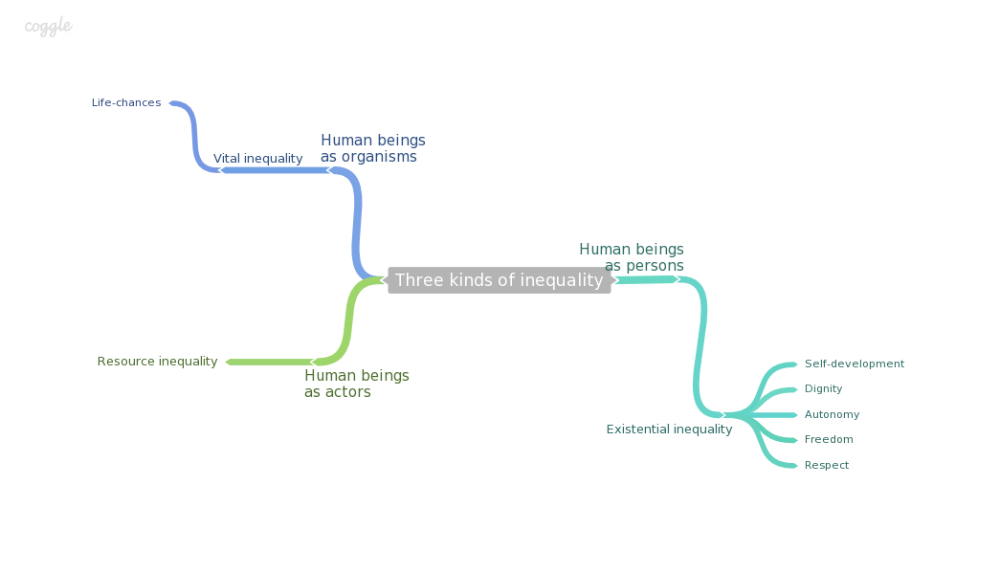 coggle
Life-chances
Vital inequality
Human beings
as organisms
Three kinds of inequality
Resource inequality
Human beings
as actors
Human beings
as persons
Existential inequality
Self-development
Dignity
Autonomy
Freedom
Respect